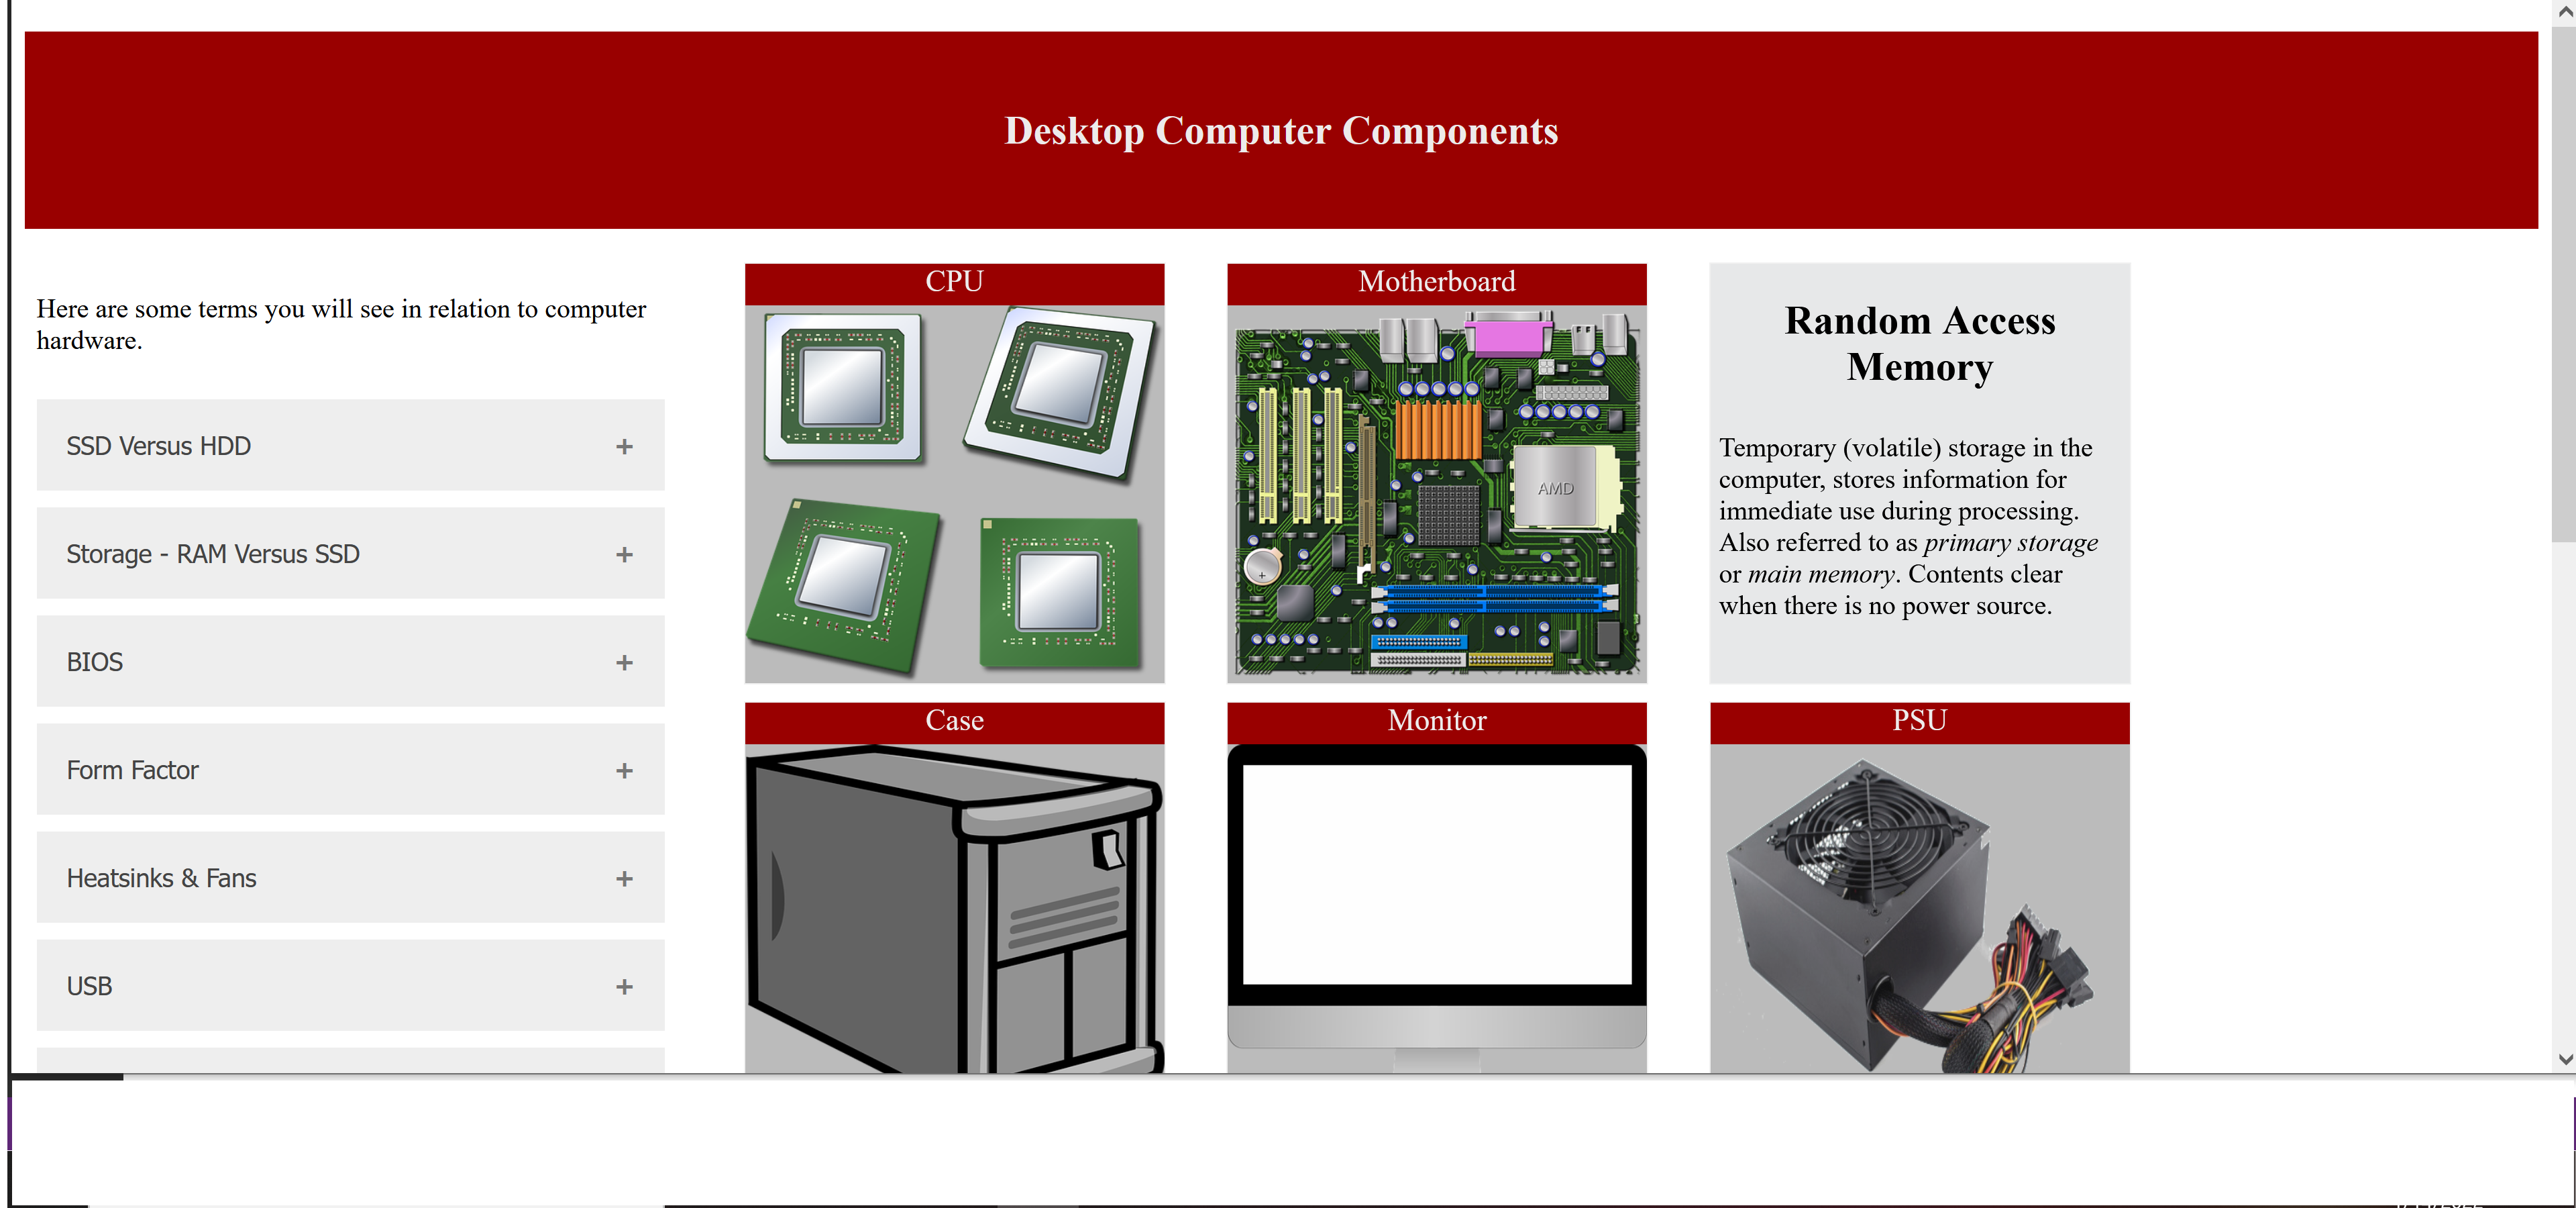 Desktop Computer Components
Here are some terms you will see in relation to computer
hardware.
SSD Versus HDD +
Storage - RAM Versus SSD +
BIOS +
Form Factor +
Heatsinks & Fans +
USB +
CPU
Motherboard
AMD
+
Random Access
Memory
Temporary (volatile) storage in the
computer, stores information for
immediate use during processing.
Also referred to as primary storage
or main memory. Contents clear
when there is no power source.
Case
Monitor
PSU